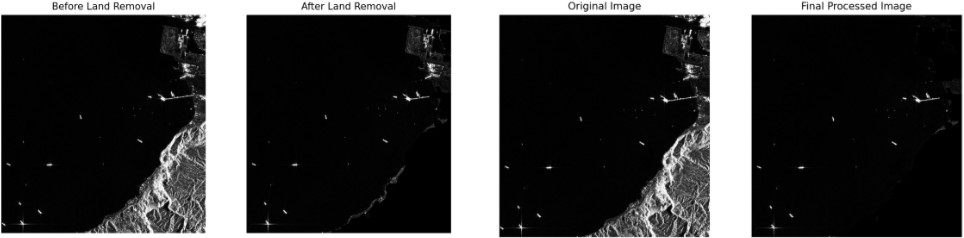 Before Land Removal
After Land Removal
Original Image
Final Processed Image